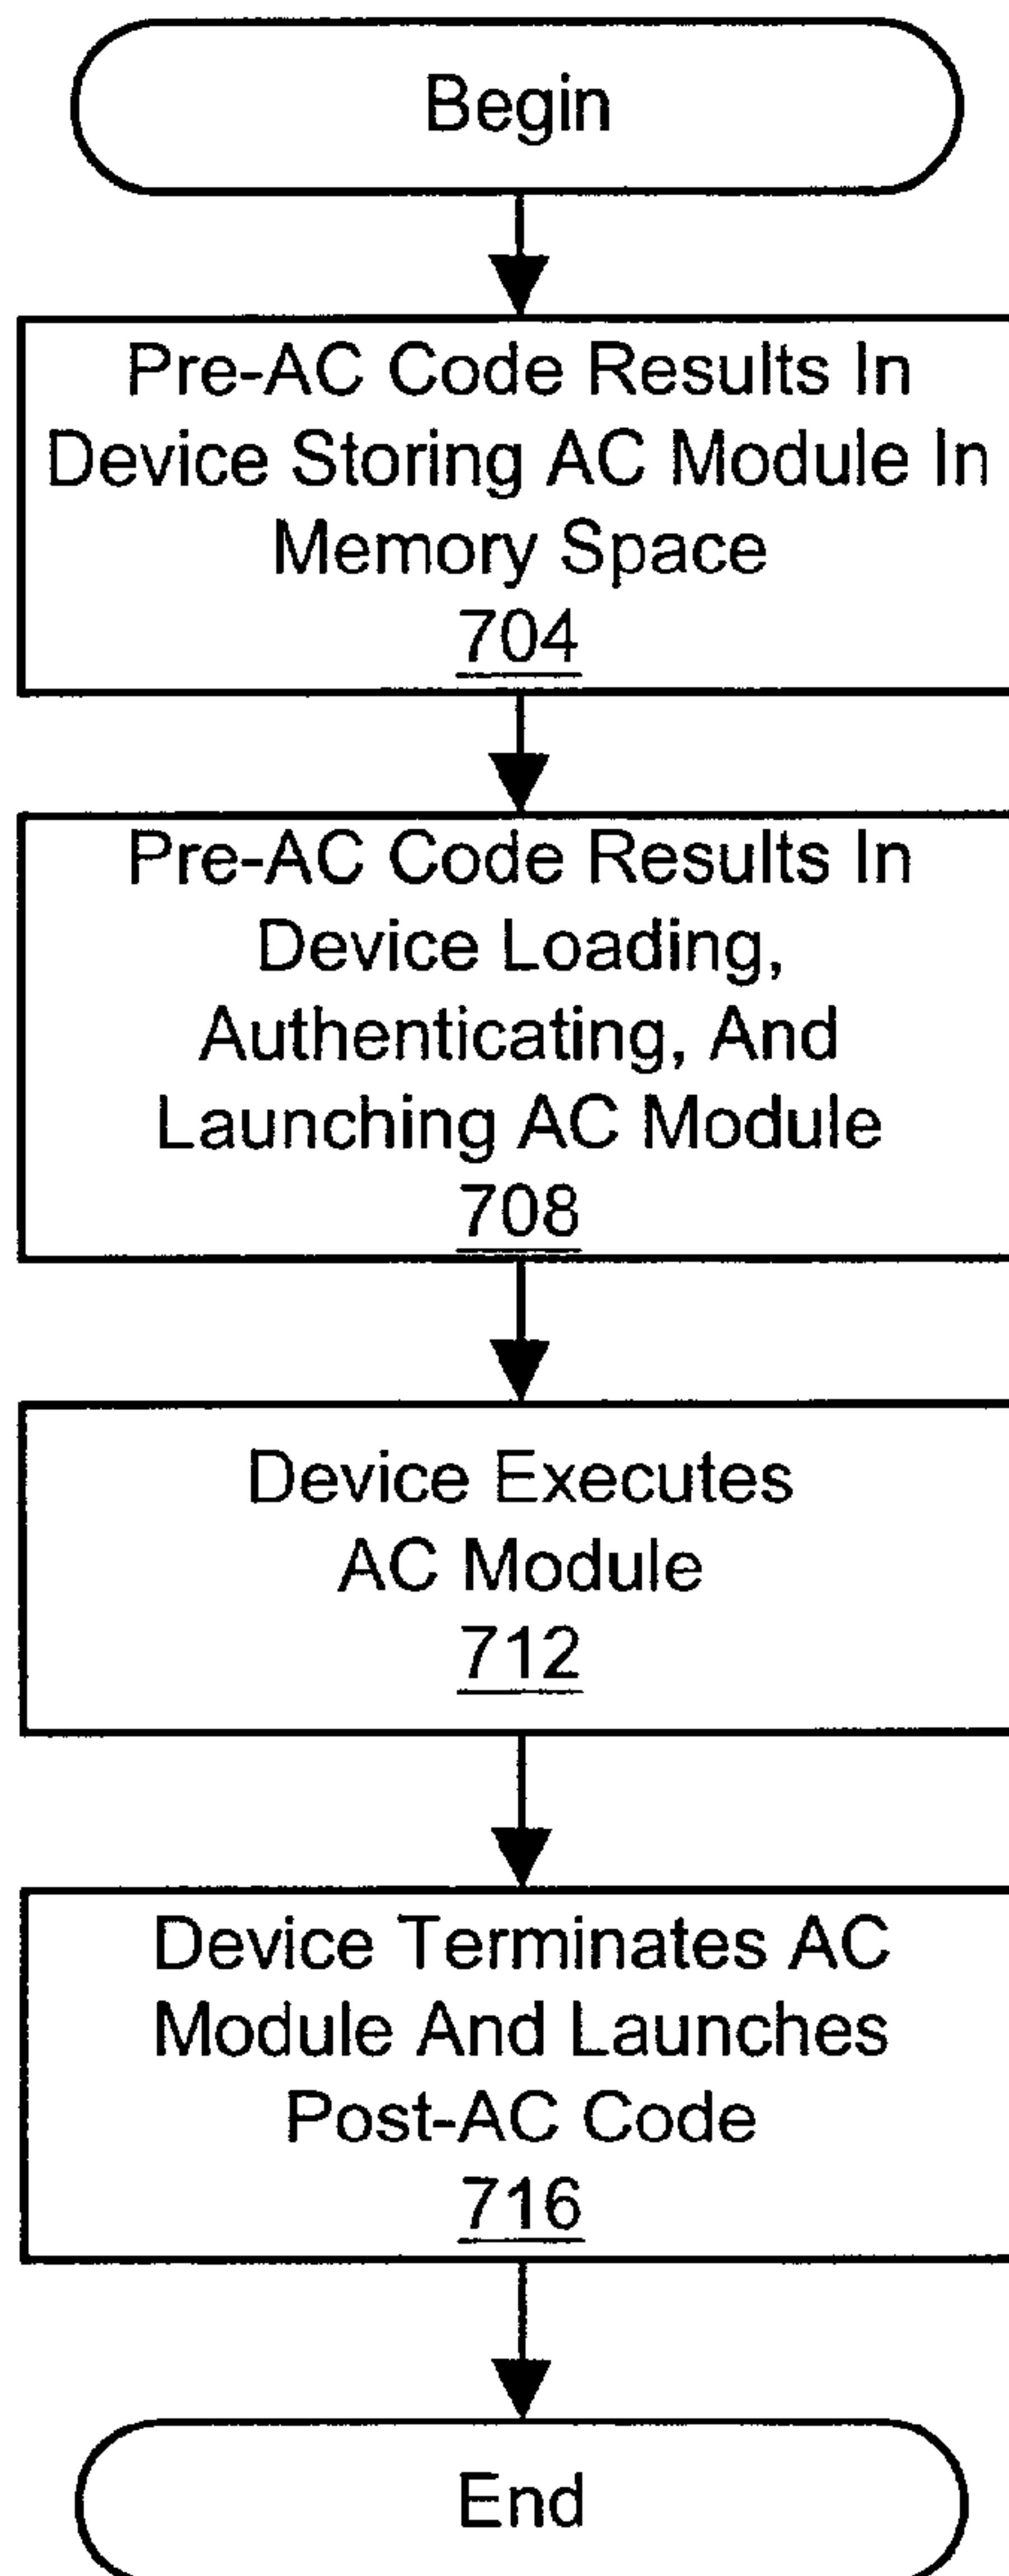 Begin
Pre-AC Code Results In
Device Storing AC Module In
Memory Space
704
Pre-AC Code Results In
Device Loading,
Authenticating, And
Launching AC Module
708
Device Executes
AC Module
712
Device Terminates AC
Module And Launches
Post-AC Code
716
End